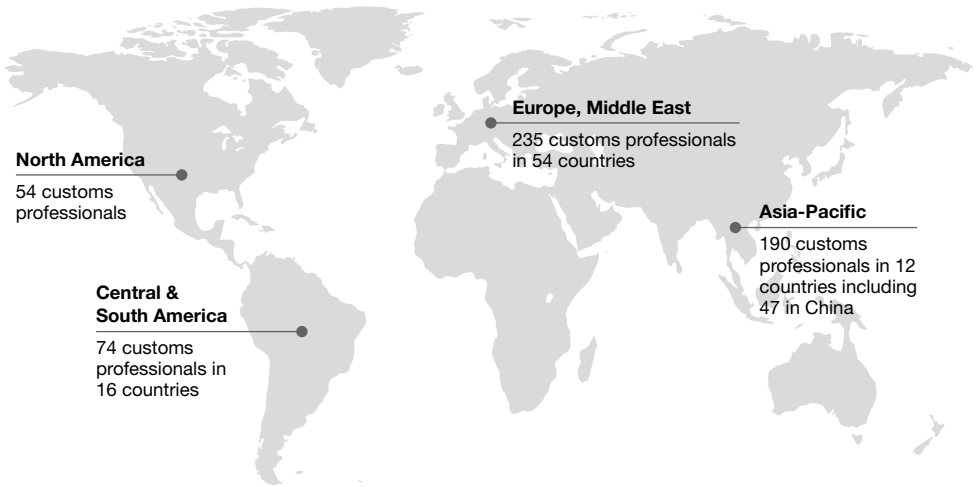 Europe, Middle East
235 customs professionals
in 54 countries
North America
54 customs
professionals
Asia-Pacific
190 customs
professionals in 12
countries including
47 in China
Central &
South America
74 customs
professionals in
16 countries